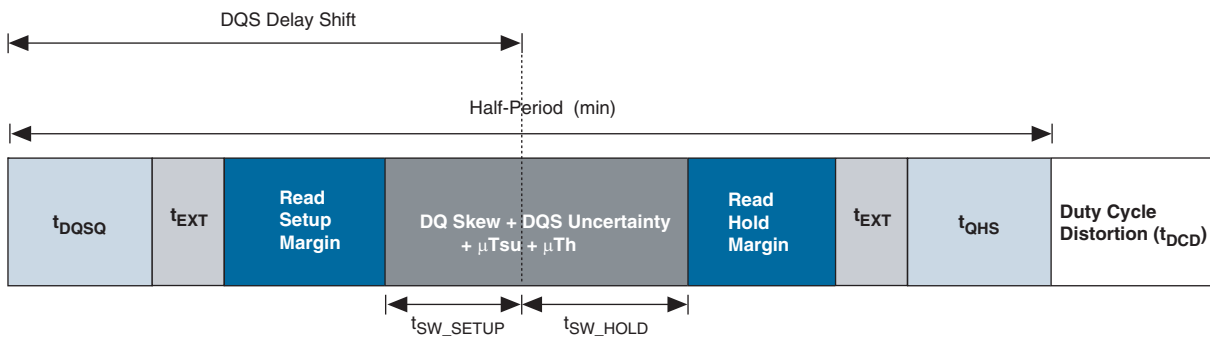 DQS Delay Shift
Half-Period (min)
tDQSQ
tEXT
Read
Setup
Margin
DQ Skew + DQS Uncertainty
+ μTsu + μTh
Read
Hold
Margin
tEXT
tQHS
Duty Cycle
Distortion (tDCD)
tSW_SETUP
tSW_HOLD